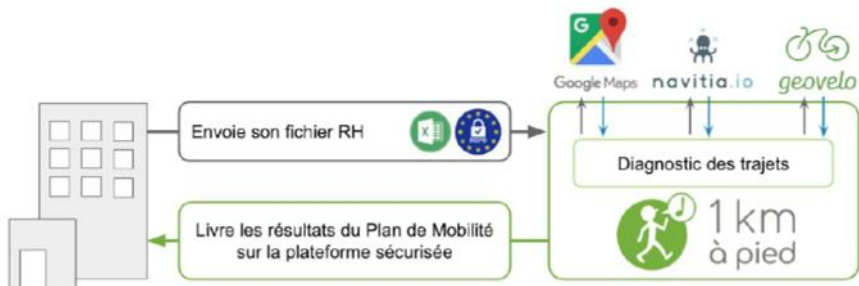 G
Google Maps
navitia.io
geovelo
Envoie son fichier RH
Diagnostic des trajets
Livre les résultats du Plan de Mobilité
sur la plateforme sécurisée
1 km
à pied